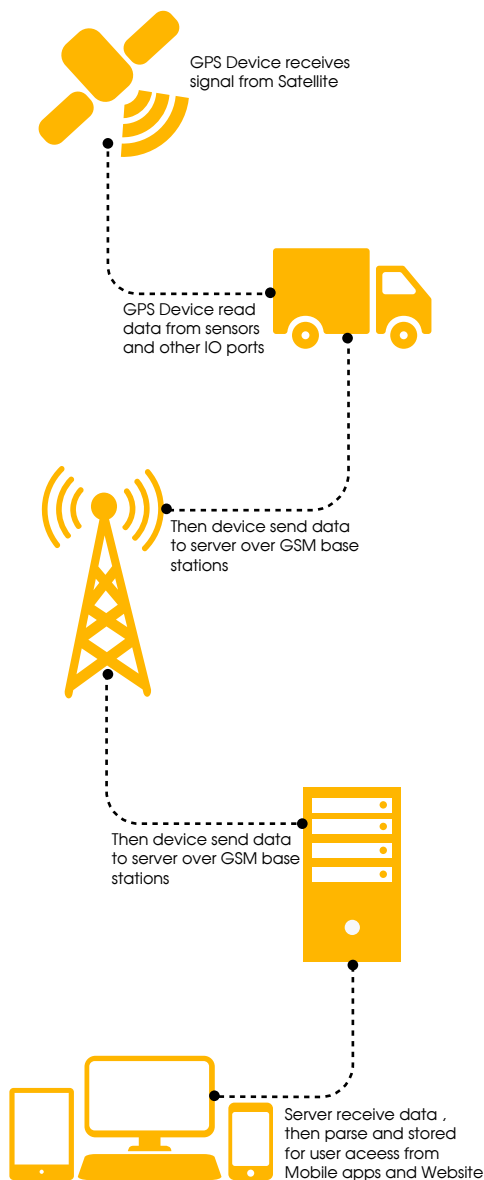 GPS Device receives
signal from Satellite
GPS Device read
data from sensors
and other IO ports
Then device send data
to server over GSM base
stations
Then device send data
to server over GSM base
stations
Server receive data ,
then parse and stored
for user aceess from
Mobile apps and Website